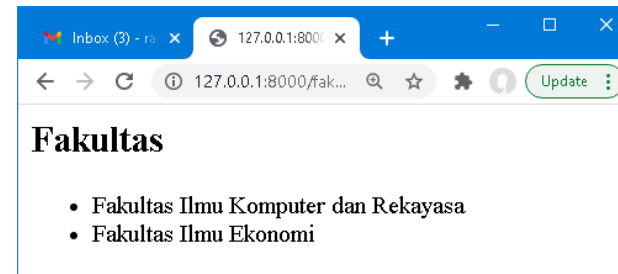 Inbox (3) - ra
127.0.0.1:800
127.0.0.1:8000/fak...
Update
Fakultas
Fakultas Ilmu Komputer dan Rekayasa
Fakultas Ilmu Ekonomi